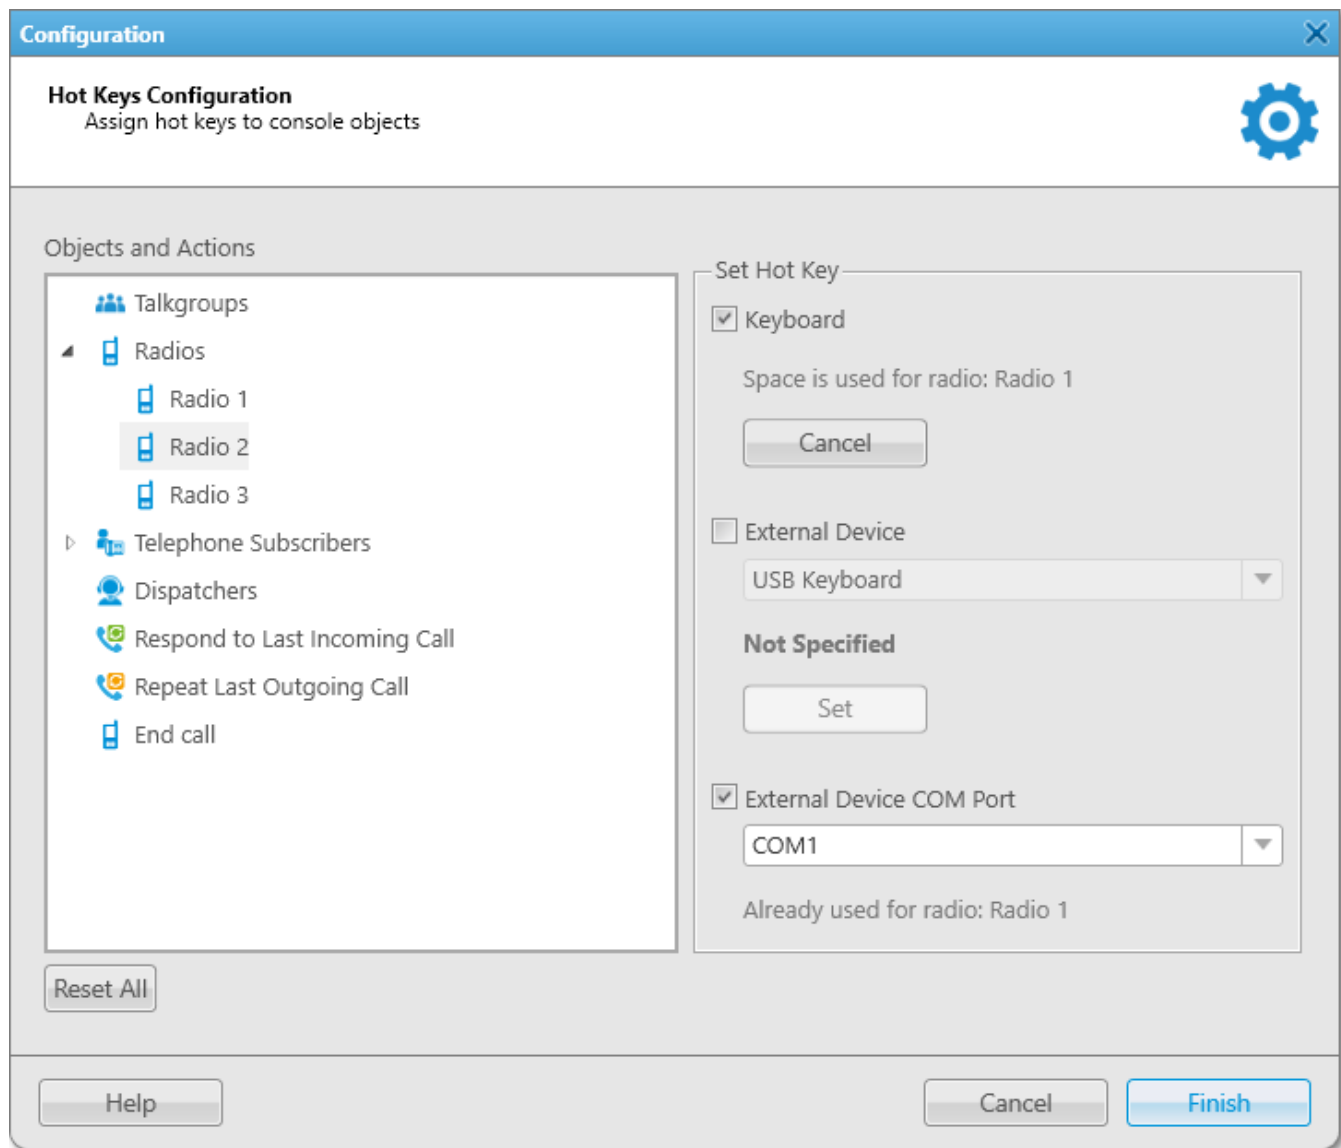 Configuration
Hot Keys Configuration
Assign hot keys to console objects
Objects and Actions
Talkgroups
Radios
Radio 1
Radio 2
Radio 3
Telephone Subscribers
Dispatchers
Respond to Last Incoming Call
Repeat Last Outgoing Call
End call
Reset All
Set Hot Key
Keyboard
Space is used for radio: Radio 1
Cancel
External Device
USB Keyboard
Not Specified
Set
External Device COM Port
COM1
Already used for radio: Radio 1
Help
Cancel
Finish